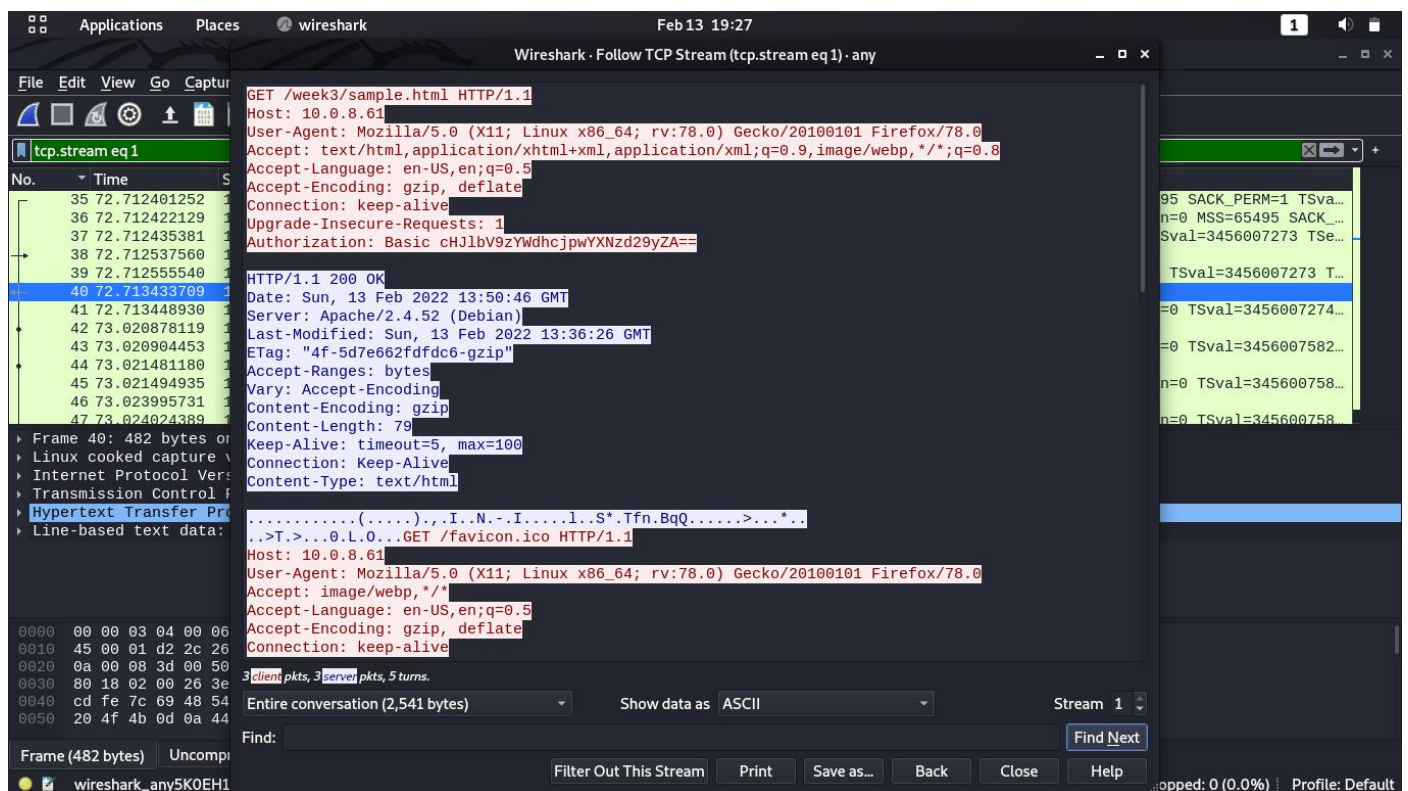 Applications Places wireshark Feb 13 19:27 1
Wireshark · Follow TCP Stream (tcp.stream eq 1) · any
File Edit View Go Captur
tcp.stream eq 1
No. Time S
35 72.712401252 1
36 72.712422129 1
37 72.712435381 1
38 72.712537560 1
39 72.712555540 1
40 72.713433709 1
41 72.713448930 1
42 73.020878119 1
43 73.020904453 1
44 73.021481180 1
45 73.021494935 1
46 73.023995731 1
47 73.024024389 1
95 SACK_PERM=1 TSva…
n=0 MSS=65495 SACK_…
Sval=3456007273 TSe…
TSval=3456007273 T…
=0 TSval=3456007274…
=0 TSval=3456007582…
n=0 TSval=345600758…
n=0 TSval=345600758…
Frame 40: 482 bytes on
Linux cooked capture v
Internet Protocol Vers
Transmission Control P
Hypertext Transfer Pro
Line-based text data:
0000 00 00 03 04 00 06
0010 45 00 01 d2 2c 26
0020 0a 00 08 3d 00 50
0030 80 18 02 00 26 3e
0040 cd fe 7c 69 48 54
0050 20 4f 4b 0d 0a 44
Frame (482 bytes) Uncompr
wireshark_any5K0EH1
GET /week3/sample.html HTTP/1.1
Host: 10.0.8.61
User-Agent: Mozilla/5.0 (X11; Linux x86_64; rv:78.0) Gecko/20100101 Firefox/78.0
Accept: text/html,application/xhtml+xml,application/xml;q=0.9,image/webp,*/*;q=0.8
Accept-Language: en-US,en;q=0.5
Accept-Encoding: gzip, deflate
Connection: keep-alive
Upgrade-Insecure-Requests: 1
Authorization: Basic cHJlbV9zYWdhcjpwYXNzd29yZA==
HTTP/1.1 200 OK
Date: Sun, 13 Feb 2022 13:50:46 GMT
Server: Apache/2.4.52 (Debian)
Last-Modified: Sun, 13 Feb 2022 13:36:26 GMT
ETag: "4f-5d7e662fdfdc6-gzip"
Accept-Ranges: bytes
Vary: Accept-Encoding
Content-Encoding: gzip
Content-Length: 79
Keep-Alive: timeout=5, max=100
Connection: Keep-Alive
Content-Type: text/html
............(.....).,.I..N.-.I.....l..S*.Tfn.BqQ......>...*..
..>T.>...0.L.O...GET /favicon.ico HTTP/1.1
Host: 10.0.8.61
User-Agent: Mozilla/5.0 (X11; Linux x86_64; rv:78.0) Gecko/20100101 Firefox/78.0
Accept: image/webp,*/*
Accept-Language: en-US,en;q=0.5
Accept-Encoding: gzip, deflate
Connection: keep-alive
3 client pkts, 3 server pkts, 5 turns.
Entire conversation (2,541 bytes) Show data as ASCII Stream 1
Find: Find Next
Filter Out This Stream Print Save as… Back Close Help
opped: 0 (0.0%) Profile: Default